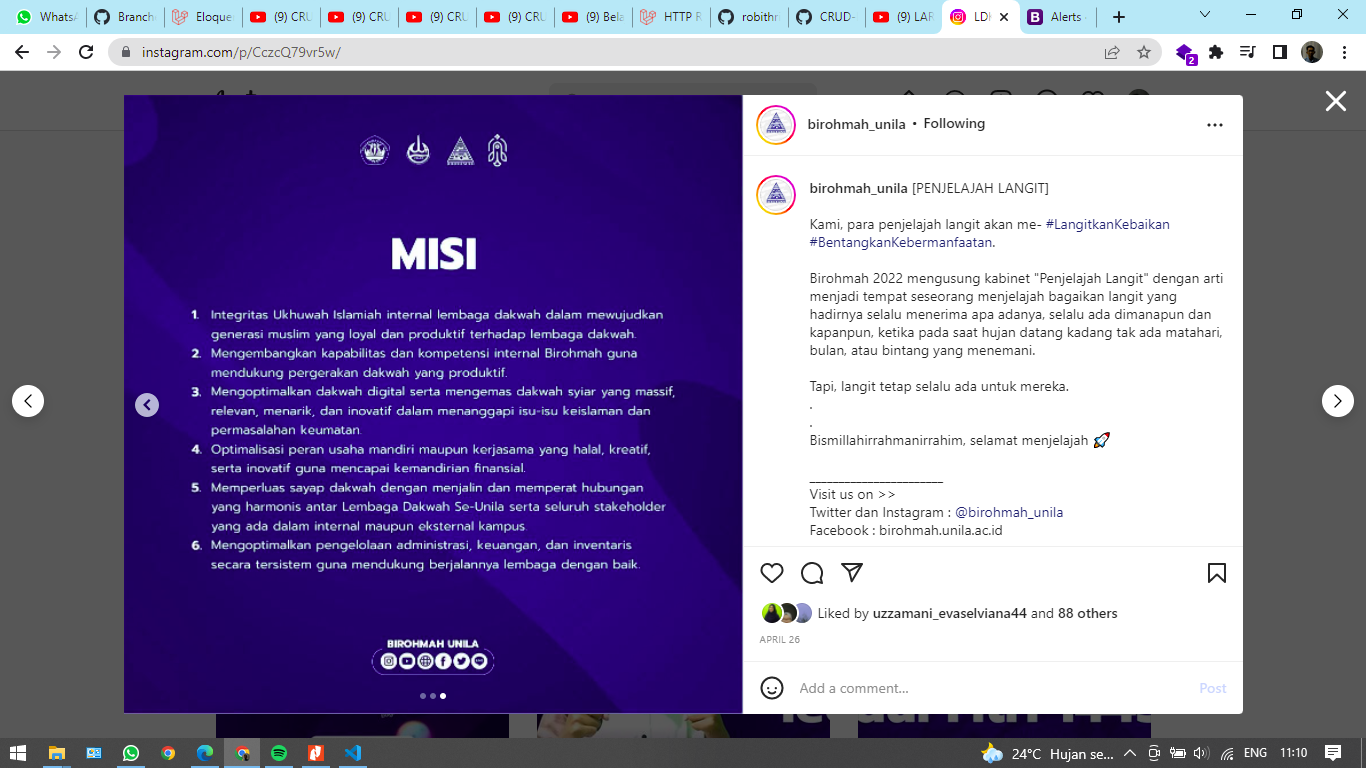 WhatsA
Branche
Eloque
(9) CRU
(9) CRU
(9) CRU
(9) CRU
(9) Bela
HTTP R
robithn
CRUD-
(9) LAR
LDK
Alerts
instagram.com/p/CczcQ79vr5w/
2
MISI
1. Integritas Ukhuwah Islamiah internal lembaga dakwah dalam mewujudkan
generasi muslim yang loyal dan produktif terhadap lembaga dakwah.
2. Mengembangkan kapabilitas dan kompetensi internal Birohmah guna
mendukung pergerakan dakwah yang produktif.
3. Mengoptimalkan dakwah digital serta mengemas dakwah syiar yang massif,
relevan, menarik, dan inovatif dalam menanggapi isu-isu keislaman dan
permasalahan keumatan.
4. Optimalisasi peran usaha mandiri maupun kerjasama yang halal, kreatif,
serta inovatif guna mencapai kemandirian finansial.
5. Memperluas sayap dakwah dengan menjalin dan memperat hubungan
yang harmonis antar Lembaga Dakwah Se-Unila serta seluruh stakeholder
yang ada dalam internal maupun eksternal kampus.
6. Mengoptimalkan pengelolaan administrasi, keuangan, dan inventaris
secara tersistem guna mendukung berjalannya lembaga dengan baik.
BIROHMAH UNILA
birohmah_unila • Following
birohmah_unila [PENJELAJAH LANGIT]
Kami, para penjelajah langit akan me- #LangitkanKebaikan
#BentangkanKebermanfaatan.
Birohmah 2022 mengusung kabinet "Penjelajah Langit" dengan arti
menjadi tempat seseorang menjelajah bagaikan langit yang
hadirnya selalu menerima apa adanya, selalu ada dimanapun dan
kapanpun, ketika pada saat hujan datang kadang tak ada matahari,
bulan, atau bintang yang menemani.
Tapi, langit tetap selalu ada untuk mereka.
.
.
Bismillahirrahmanirrahim, selamat menjelajah 🚀
______________________
Visit us on >>
Twitter dan Instagram : @birohmah_unila
Facebook : birohmah.unila.ac.id
Liked by uzzamani_evaselviana44 and 88 others
APRIL 26
Add a comment...
Post
24°C Hujan se...
ENG
11:10